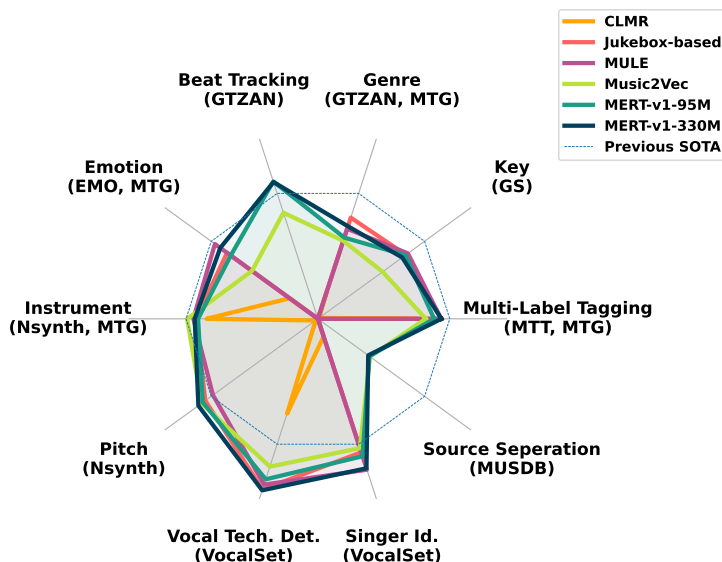 CLMR
Jukebox-based
MULE
Music2Vec
MERT-v1-95M
MERT-v1-330M
Previous SOTA
Beat Tracking
(GTZAN)
Genre
(GTZAN, MTG)
Key
(GS)
Emotion
(EMO, MTG)
Instrument
(Nsynth, MTG)
Multi-Label Tagging
(MTT, MTG)
Pitch
(Nsynth)
Source Seperation
(MUSDB)
Vocal Tech. Det.
(VocalSet)
Singer Id.
(VocalSet)